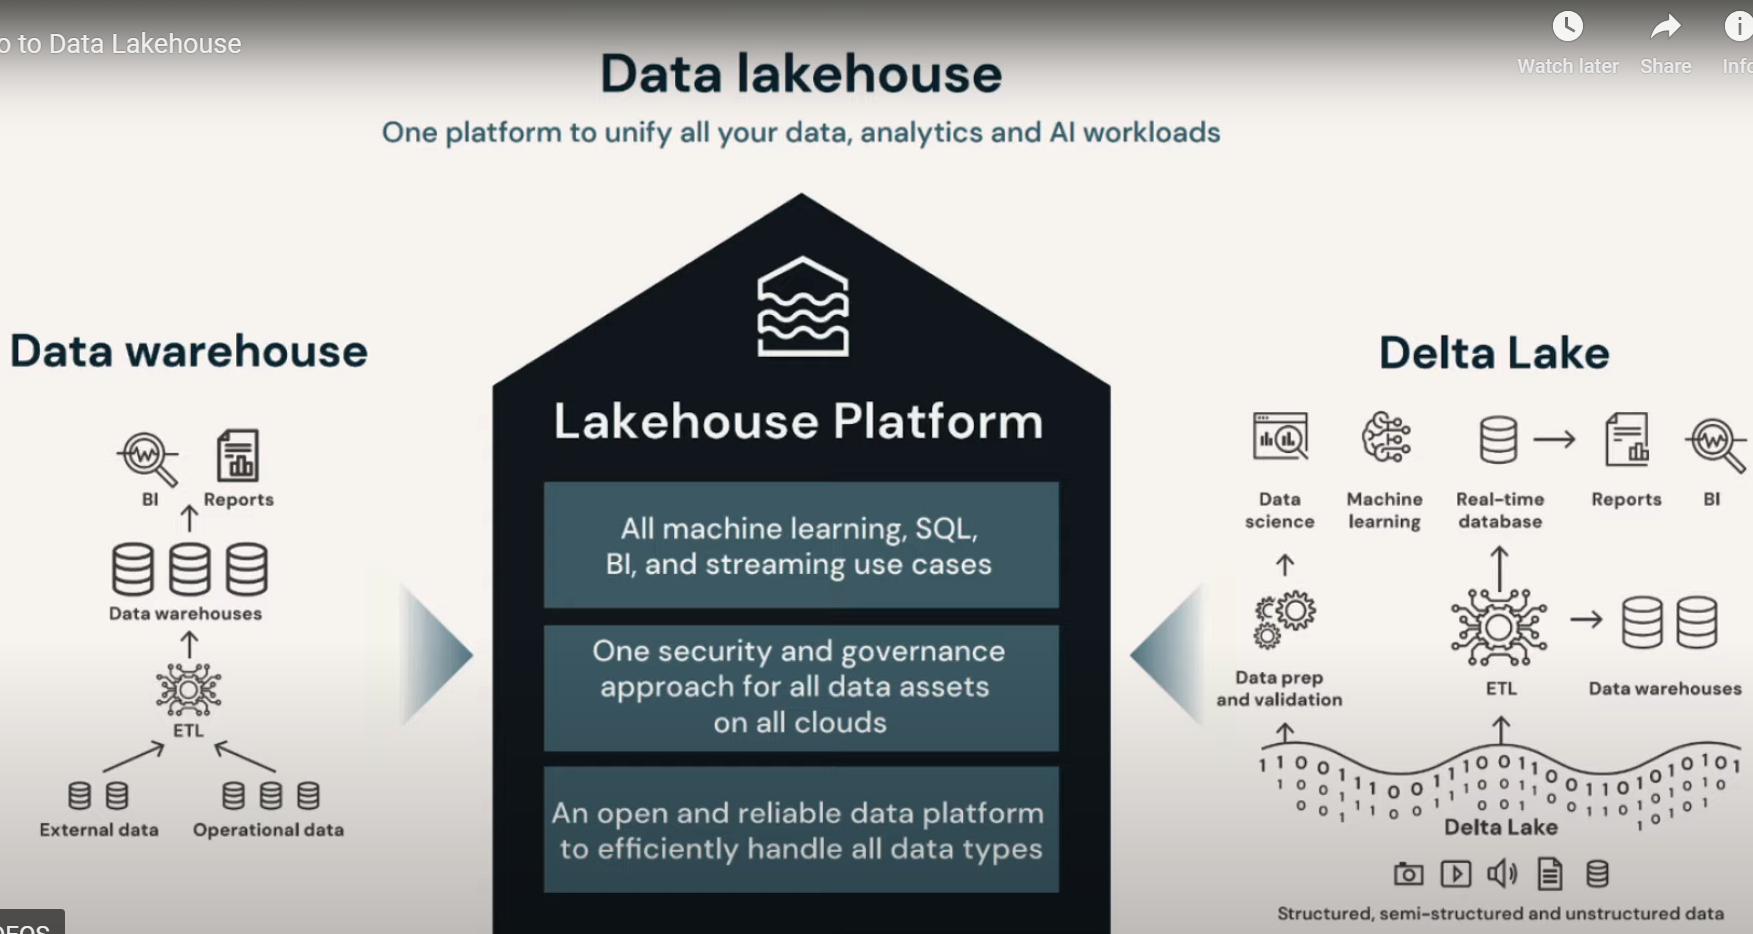 o to Data Lakehouse
Watch later
Share
Info
Data lakehouse
One platform to unify all your data, analytics and AI workloads
Data warehouse
BI
Reports
Data warehouses
ETL
External data
Operational data
Lakehouse Platform
All machine learning, SQL,
BI, and streaming use cases
One security and governance
approach for all data assets
on all clouds
An open and reliable data platform
to efficiently handle all data types
Delta Lake
Data
science
Machine
learning
Real-time
database
Reports
BI
Data prep
and validation
ETL
Data warehouses
Delta Lake
Structured, semi-structured and unstructured data